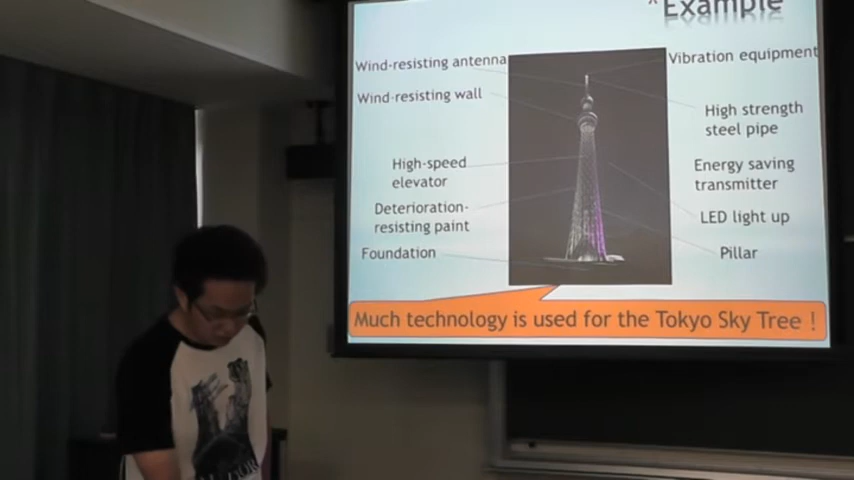 *Example
Wind-resisting antenna
Wind-resisting wall
High-speed
elevator
Deterioration-
resisting paint
Foundation
Vibration equipment
High strength
steel pipe
Energy saving
transmitter
LED light up
Pillar
Much technology is used for the Tokyo Sky Tree !